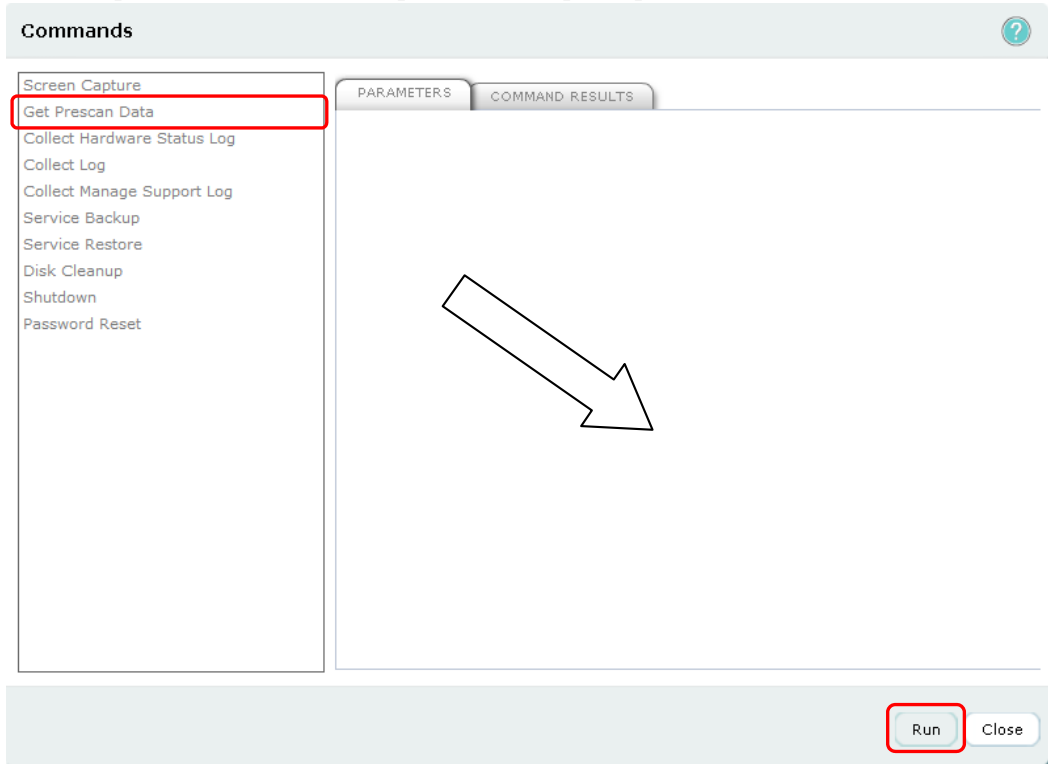 Commands
?
Screen Capture
Get Prescan Data
Collect Hardware Status Log
Collect Log
Collect Manage Support Log
Service Backup
Service Restore
Disk Cleanup
Shutdown
Password Reset
PARAMETERS
COMMAND RESULTS
Run
Close